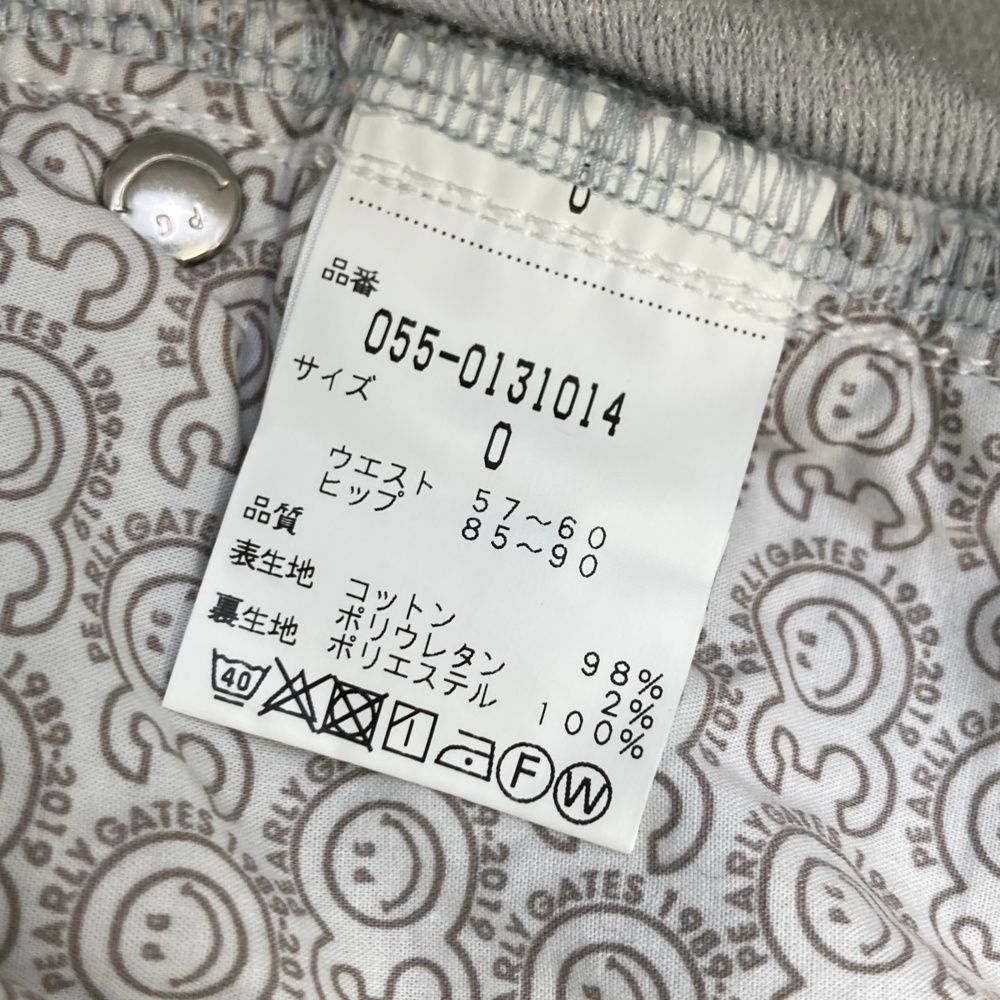 0
品番
055-0131014
サイズ
0
ウエスト 57〜60
ヒップ 85〜90
品質
表生地 コットン 98%
ポリウレタン 2%
裏生地 ポリエステル 100%
40
F
W
PG
PEARLY GATES 1989-2019
PEARLY GATES 1989-2019
PEARLY GATES 1989-2019
PEARLY GATES 1989-2019